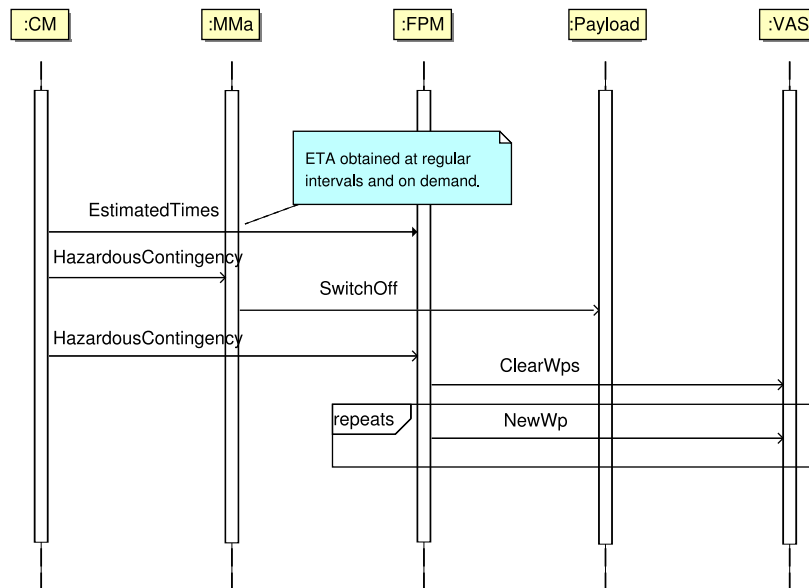 :CM
:MMa
:FPM
:Payload
:VAS
ETA obtained at regular
intervals and on demand.
EstimatedTimes
HazardousContingency
SwitchOff
HazardousContingency
ClearWps
repeats
NewWp